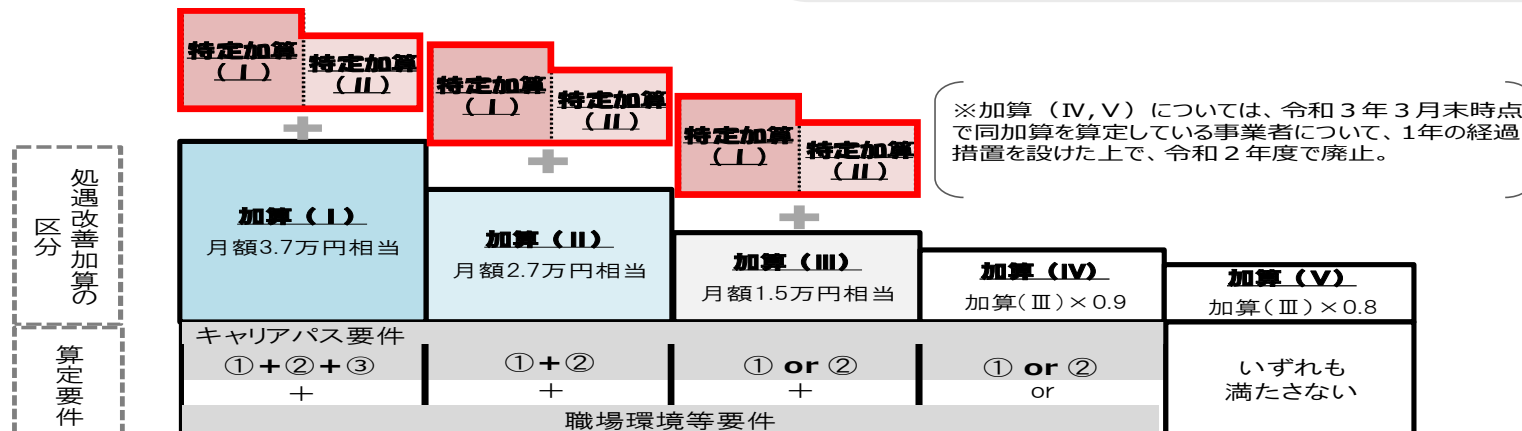 特定加算
(Ⅰ)
特定加算
(Ⅱ)
特定加算
(Ⅰ)
特定加算
(Ⅱ)
特定加算
(Ⅰ)
特定加算
(Ⅱ)
※加算（Ⅳ,Ⅴ）については、令和３年３月末時点
で同加算を算定している事業者について、1年の経過
措置を設けた上で、令和２年度で廃止。
処遇改善加算の
区分
加算（Ⅰ）
月額3.7万円相当
加算（Ⅱ）
月額2.7万円相当
加算（Ⅲ）
月額1.5万円相当
加算（Ⅳ）
加算(Ⅲ)×0.9
加算（Ⅴ）
加算(Ⅲ)×0.8
算定要件
キャリアパス要件
①+②+③
①+②
① or ②
① or ②
いずれも
満たさない
＋
＋
＋
or
職場環境等要件